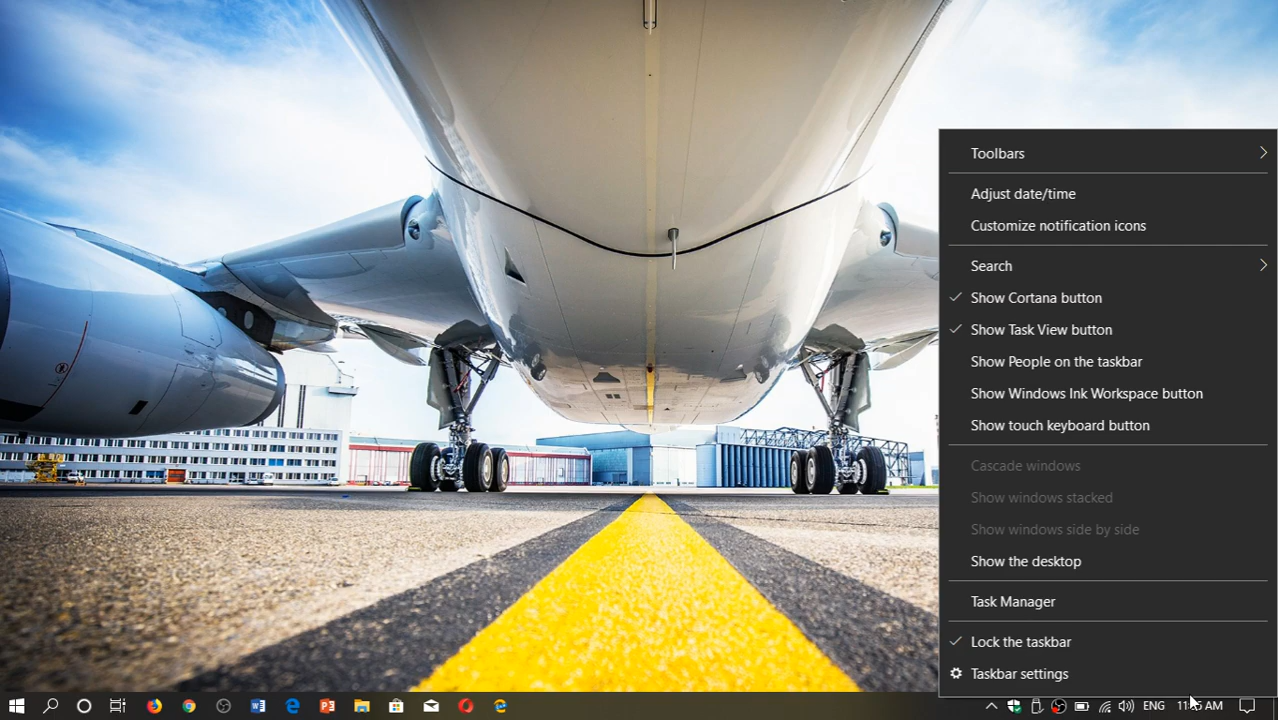 Toolbars
Adjust date/time
Customize notification icons
Search
Show Cortana button
Show Task View button
Show People on the taskbar
Show Windows Ink Workspace button
Show touch keyboard button
Cascade windows
Show windows stacked
Show windows side by side
Show the desktop
Task Manager
Lock the taskbar
Taskbar settings
ENG AM